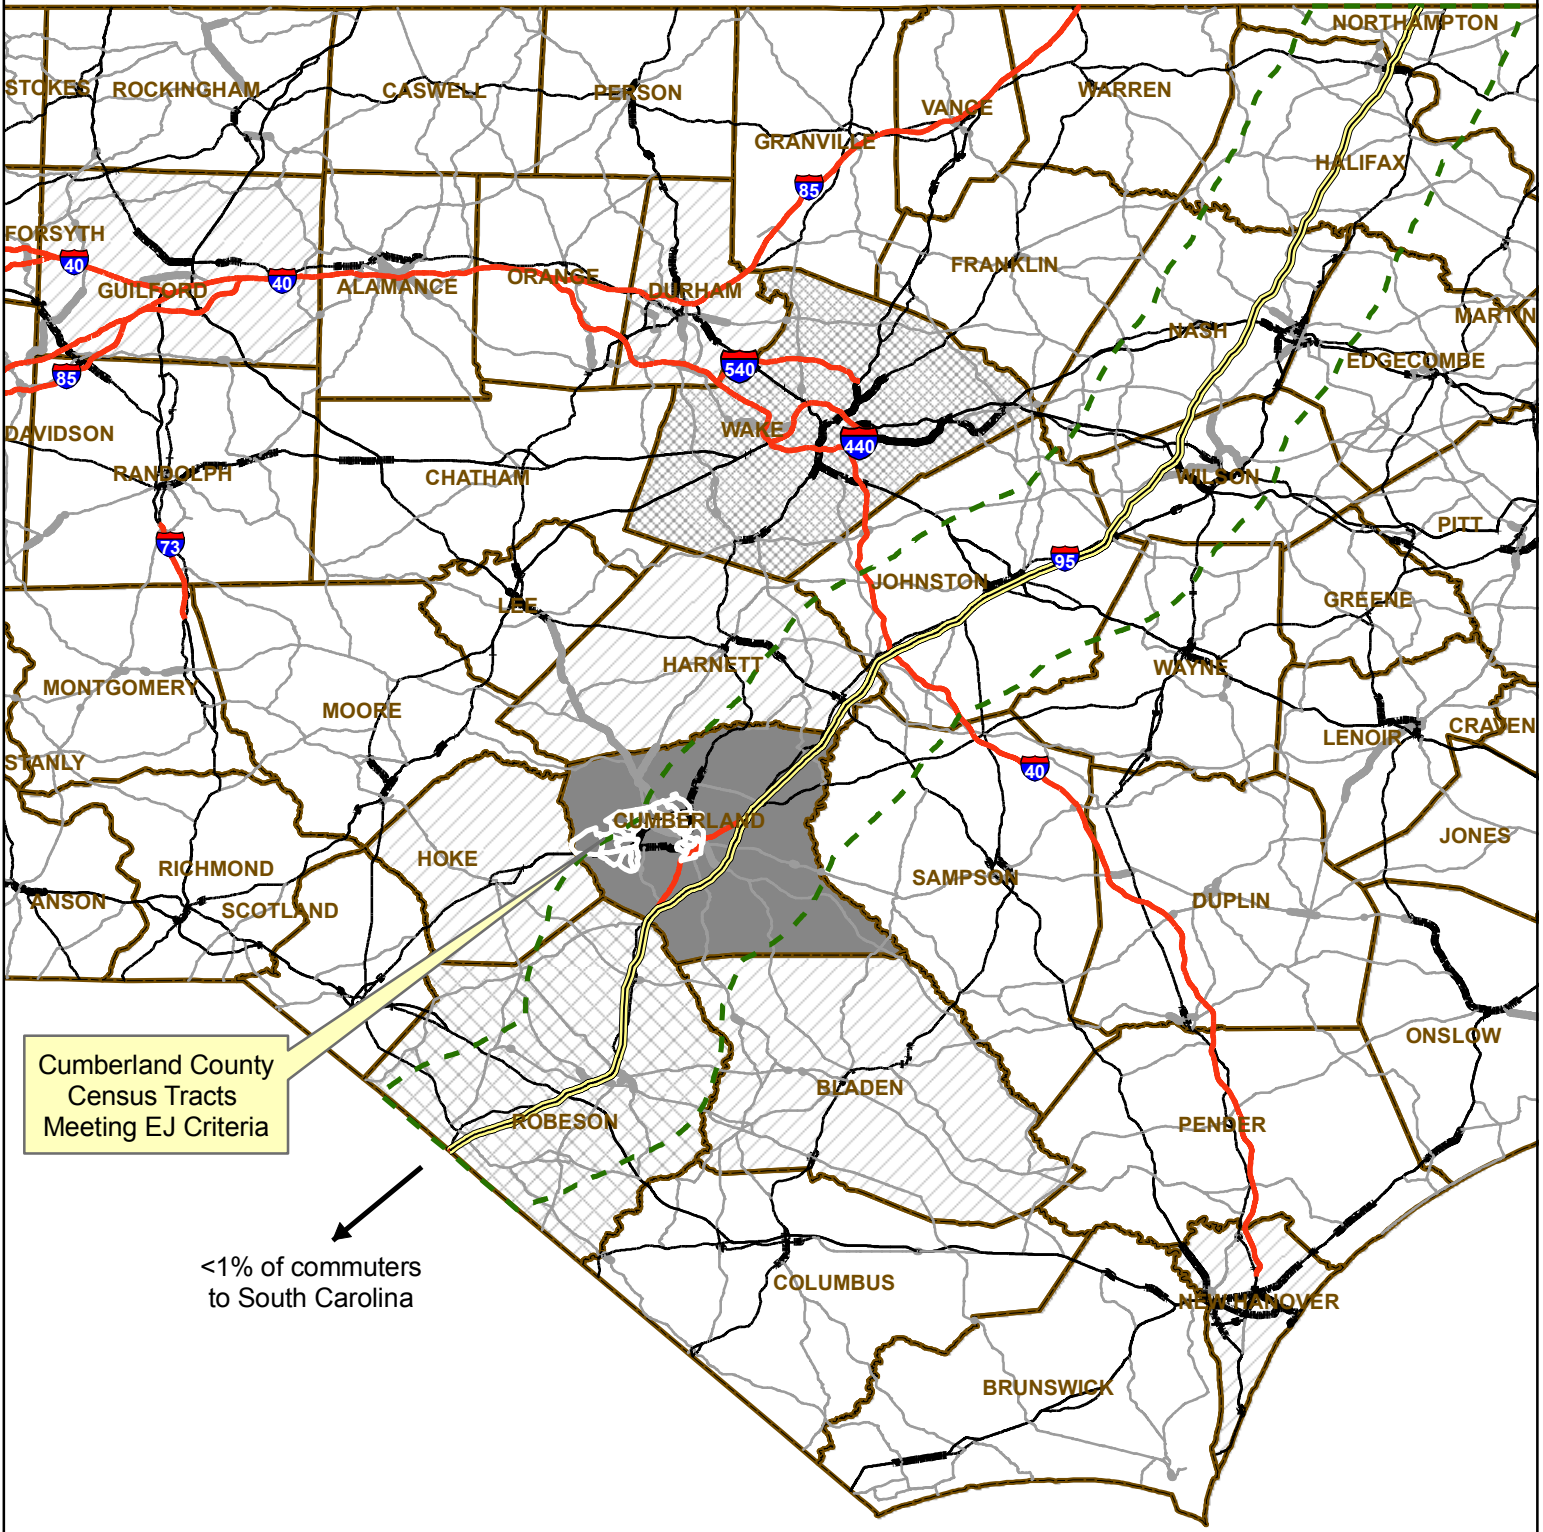 NORTHAMPTON
STOKES
ROCKINGHAM
CASWELL
PERSON
WARREN
VANCE
GRANVILLE
HALIFAX
85
FORSYTH
40
GUILFORD
40
ALAMANCE
ORANGE
DURHAM
FRANKLIN
NASH
MARTIN
EDGECOMBE
540
85
DAVIDSON
WAKE
440
RANDOLPH
CHATHAM
WILSON
PITT
73
95
JOHNSTON
LEE
GREENE
HARNETT
WAYNE
MONTGOMERY
MOORE
CRAVEN
LENOIR
STANLY
40
CUMBERLAND
JONES
HOKE
RICHMOND
SAMPSON
ANSON
SCOTLAND
DUPLIN
ONSLOW
Cumberland County
Census Tracts
Meeting EJ Criteria
BLADEN
ROBESON
PENDER
<1% of commuters
to South Carolina
COLUMBUS
NEW HANOVER
BRUNSWICK